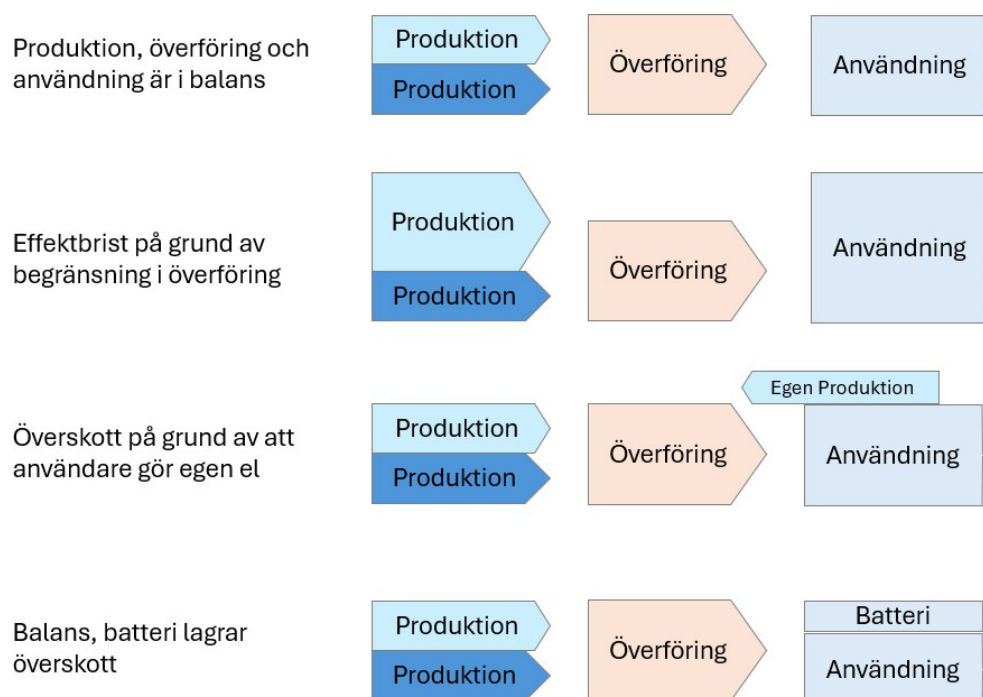 Produktion, överföring och
användning är i balans
Produktion
Produktion
Överföring
Användning
Effektbrist på grund av
begränsning i överföring
Produktion
Produktion
Överföring
Användning
Egen Produktion
Överskott på grund av att
användare gör egen el
Produktion
Produktion
Överföring
Användning
Balans, batteri lagrar
överskott
Produktion
Produktion
Överföring
Batteri
Användning